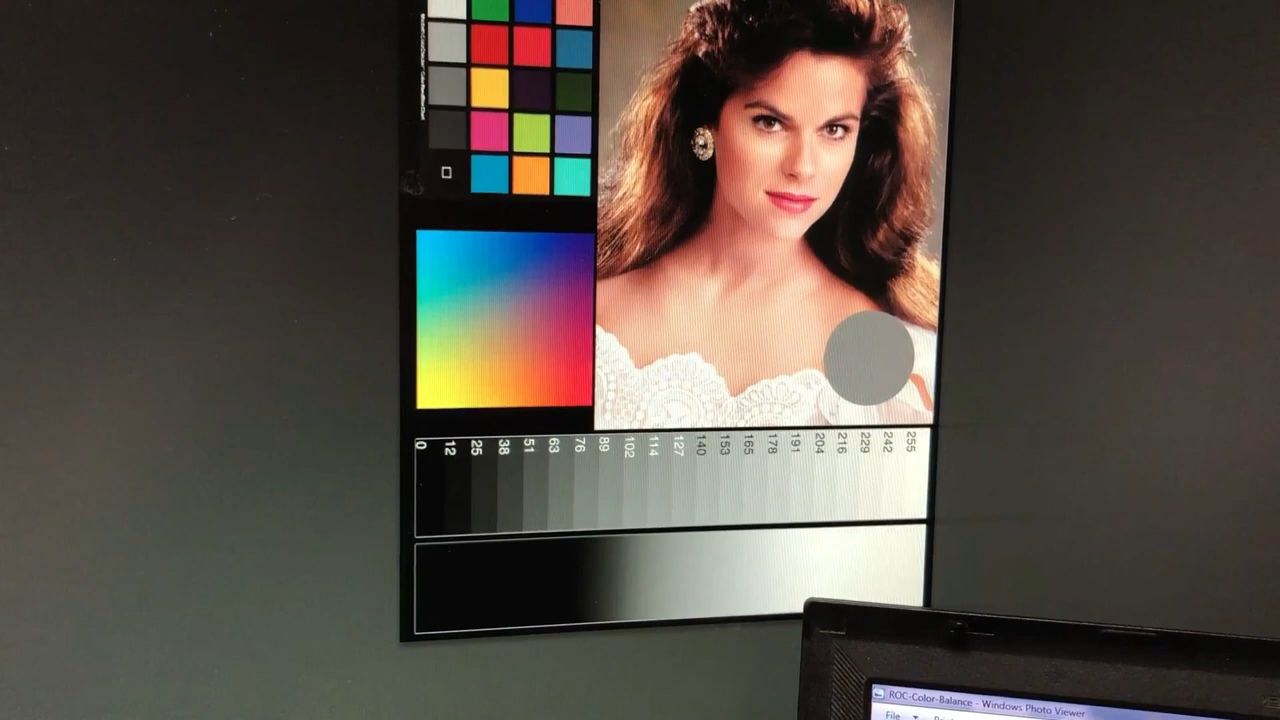 0 12 25 38 51 63 76 89 102 114 127 140 153 165 178 191 204 216 229 242 255
ROC-Color-Balance - Windows Photo Viewer
File